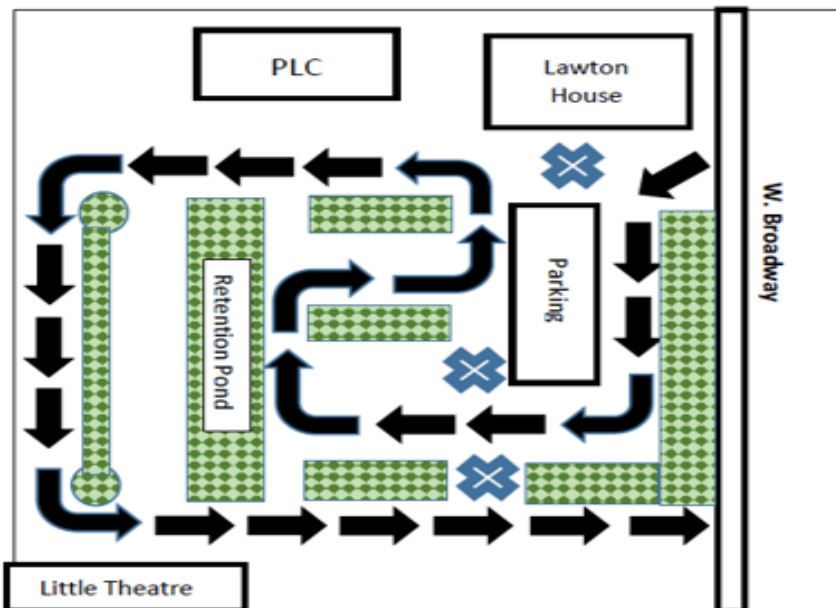 PLC
Lawton
House
W. Broadway
Parking
Retention Pond
Little Theatre